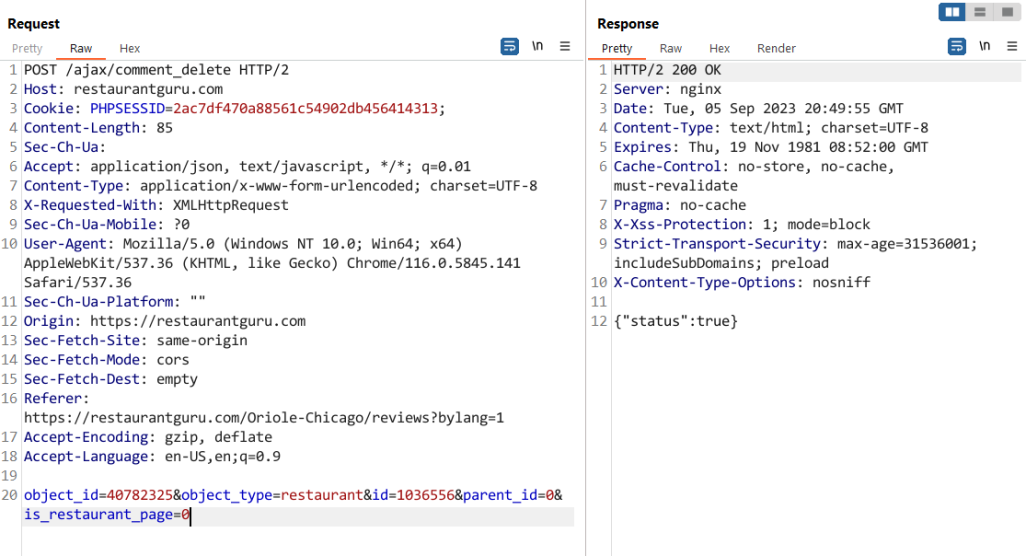 Request
Pretty Raw Hex \n
1 POST /ajax/comment_delete HTTP/2
2 Host: restaurantguru.com
3 Cookie: PHPSESSID=2ac7df470a88561c54902db456414313;
4 Content-Length: 85
5 Sec-Ch-Ua:
6 Accept: application/json, text/javascript, */*; q=0.01
7 Content-Type: application/x-www-form-urlencoded; charset=UTF-8
8 X-Requested-With: XMLHttpRequest
9 Sec-Ch-Ua-Mobile: ?0
10 User-Agent: Mozilla/5.0 (Windows NT 10.0; Win64; x64)
AppleWebKit/537.36 (KHTML, like Gecko) Chrome/116.0.5845.141
Safari/537.36
11 Sec-Ch-Ua-Platform: ""
12 Origin: https://restaurantguru.com
13 Sec-Fetch-Site: same-origin
14 Sec-Fetch-Mode: cors
15 Sec-Fetch-Dest: empty
16 Referer:
https://restaurantguru.com/Oriole-Chicago/reviews?bylang=1
17 Accept-Encoding: gzip, deflate
18 Accept-Language: en-US,en;q=0.9
19
20 object_id=40782325&object_type=restaurant&id=1036556&parent_id=0&
is_restaurant_page=0
Response
Pretty Raw Hex Render \n
1 HTTP/2 200 OK
2 Server: nginx
3 Date: Tue, 05 Sep 2023 20:49:55 GMT
4 Content-Type: text/html; charset=UTF-8
5 Expires: Thu, 19 Nov 1981 08:52:00 GMT
6 Cache-Control: no-store, no-cache,
must-revalidate
7 Pragma: no-cache
8 X-Xss-Protection: 1; mode=block
9 Strict-Transport-Security: max-age=31536001;
includeSubDomains; preload
10 X-Content-Type-Options: nosniff
11
12 {"status":true}